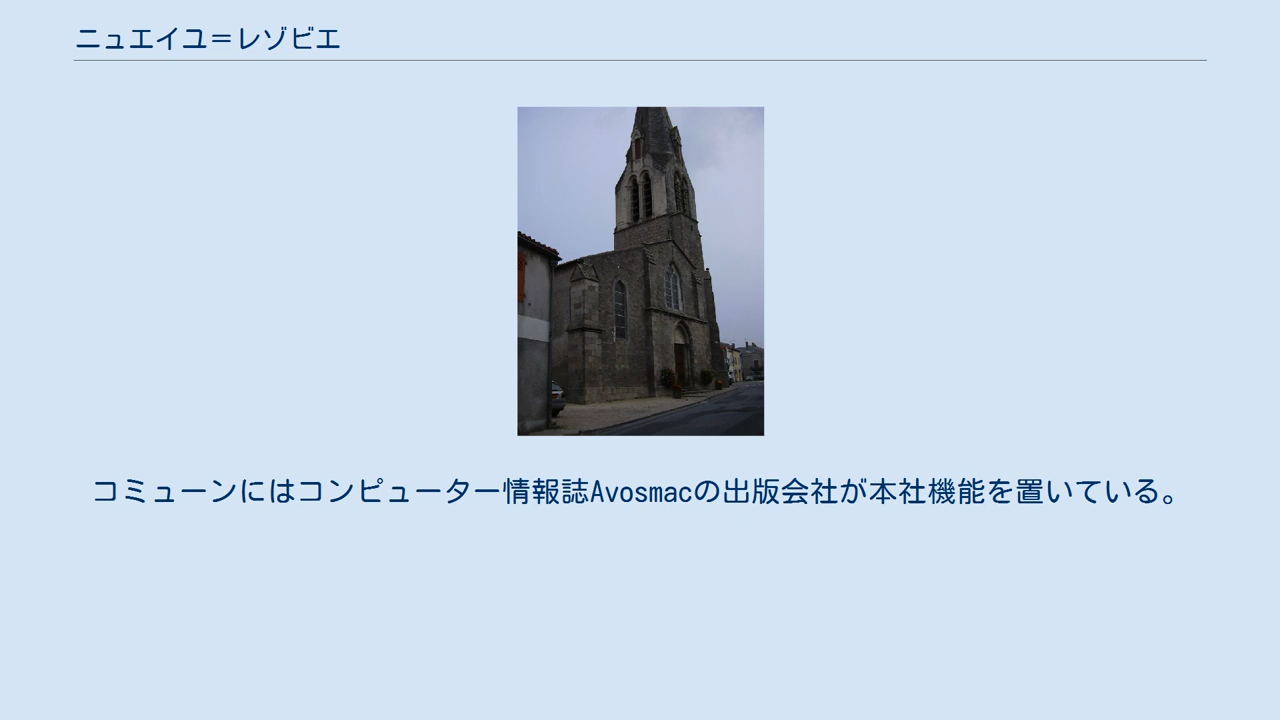 ニュエイユ＝レゾビエ
コミューンにはコンピューター情報誌Avosmacの出版会社が本社機能を置いている。